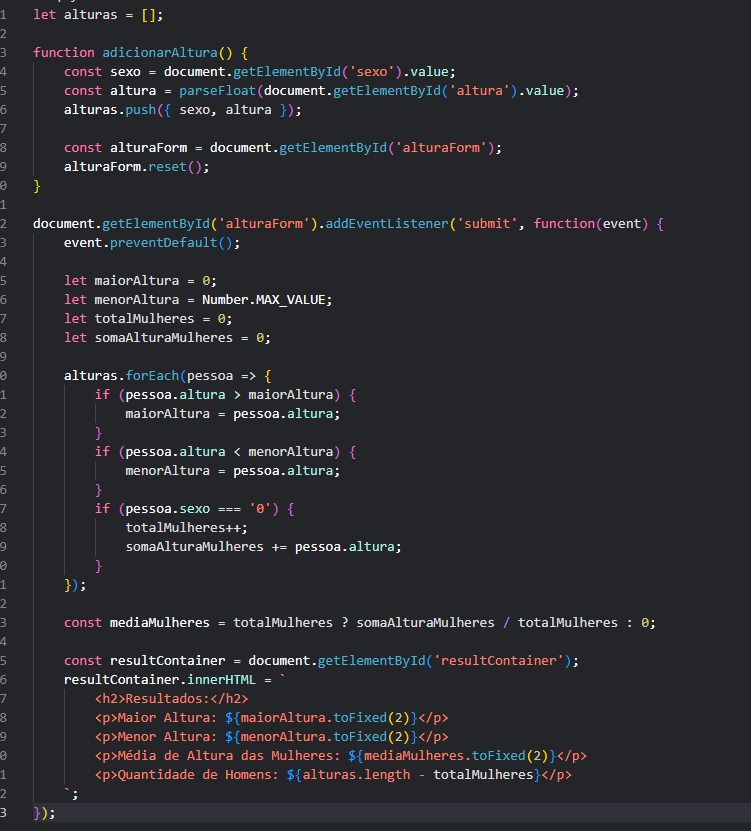 1 let alturas = [];
2
3 function adicionarAltura() {
4 const sexo = document.getElementById('sexo').value;
5 const altura = parseFloat(document.getElementById('altura').value);
6 alturas.push({ sexo, altura });
7
8 const alturaForm = document.getElementById('alturaForm');
9 alturaForm.reset();
0 }
1
2 document.getElementById('alturaForm').addEventListener('submit', function(event) {
3 event.preventDefault();
4
5 let maiorAltura = 0;
6 let menorAltura = Number.MAX_VALUE;
7 let totalMulheres = 0;
8 let somaAlturaMulheres = 0;
9
0 alturas.forEach(pessoa => {
1 if (pessoa.altura > maiorAltura) {
2 maiorAltura = pessoa.altura;
3 }
4 if (pessoa.altura < menorAltura) {
5 menorAltura = pessoa.altura;
6 }
7 if (pessoa.sexo === '0') {
8 totalMulheres++;
9 somaAlturaMulheres += pessoa.altura;
0 }
1 });
2
3 const mediaMulheres = totalMulheres ? somaAlturaMulheres / totalMulheres : 0;
4
5 const resultContainer = document.getElementById('resultContainer');
6 resultContainer.innerHTML = `
7 <h2>Resultados:</h2>
8 <p>Maior Altura: ${maiorAltura.toFixed(2)}</p>
9 <p>Menor Altura: ${menorAltura.toFixed(2)}</p>
0 <p>Média de Altura das Mulheres: ${mediaMulheres.toFixed(2)}</p>
1 <p>Quantidade de Homens: ${alturas.length - totalMulheres}</p>
2 `;
3 });